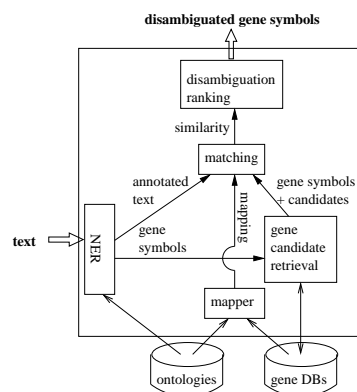 disambiguated gene symbols
disambiguation
ranking
similarity
matching
annotated
text
gene symbols
+ candidates
mapping
text
NER
gene
symbols
gene
candidate
retrieval
mapper
ontologies
gene DBs